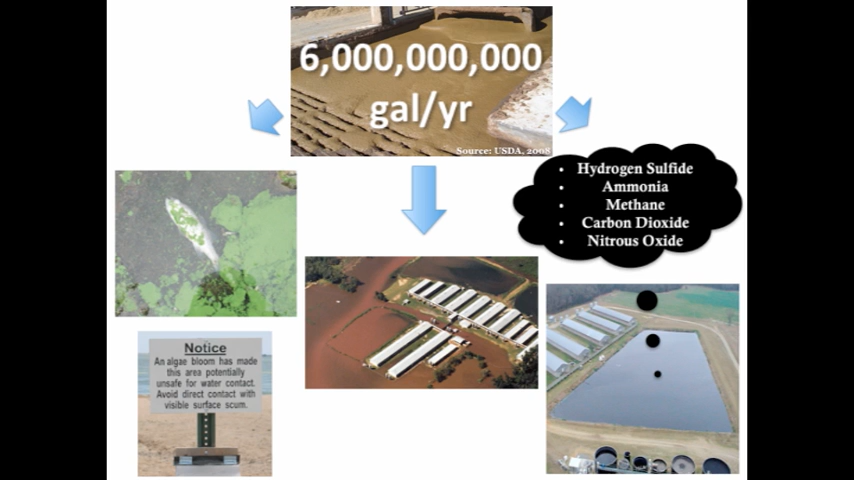 6,000,000,000
gal/yr
Source: USDA, 2008
• Hydrogen Sulfide
• Ammonia
• Methane
• Carbon Dioxide
• Nitrous Oxide
Notice
An algae bloom has made
this area potentially
unsafe for water contact.
Avoid direct contact with
visible surface scum.